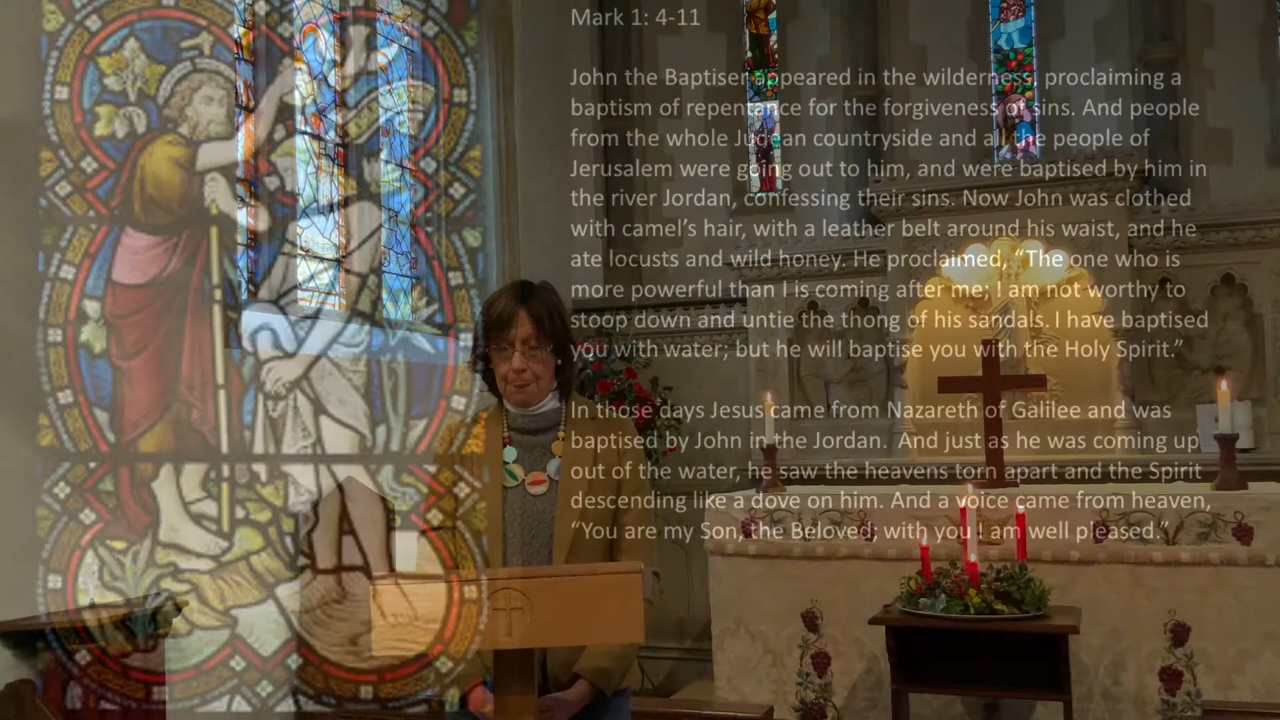 Mark 1: 4-11
John the Baptiser appeared in the wilderness, proclaiming a
baptism of repentance for the forgiveness of sins. And people
from the whole Judean countryside and all the people of
Jerusalem were going out to him, and were baptised by him in
the river Jordan, confessing their sins. Now John was clothed
with camel’s hair, with a leather belt around his waist, and he
ate locusts and wild honey. He proclaimed, “The one who is
more powerful than I is coming after me; I am not worthy to
stoop down and untie the thong of his sandals. I have baptised
you with water; but he will baptise you with the Holy Spirit.”
In those days Jesus came from Nazareth of Galilee and was
baptised by John in the Jordan. And just as he was coming up
out of the water, he saw the heavens torn apart and the Spirit
descending like a dove on him. And a voice came from heaven,
“You are my Son, the Beloved; with you I am well pleased.”